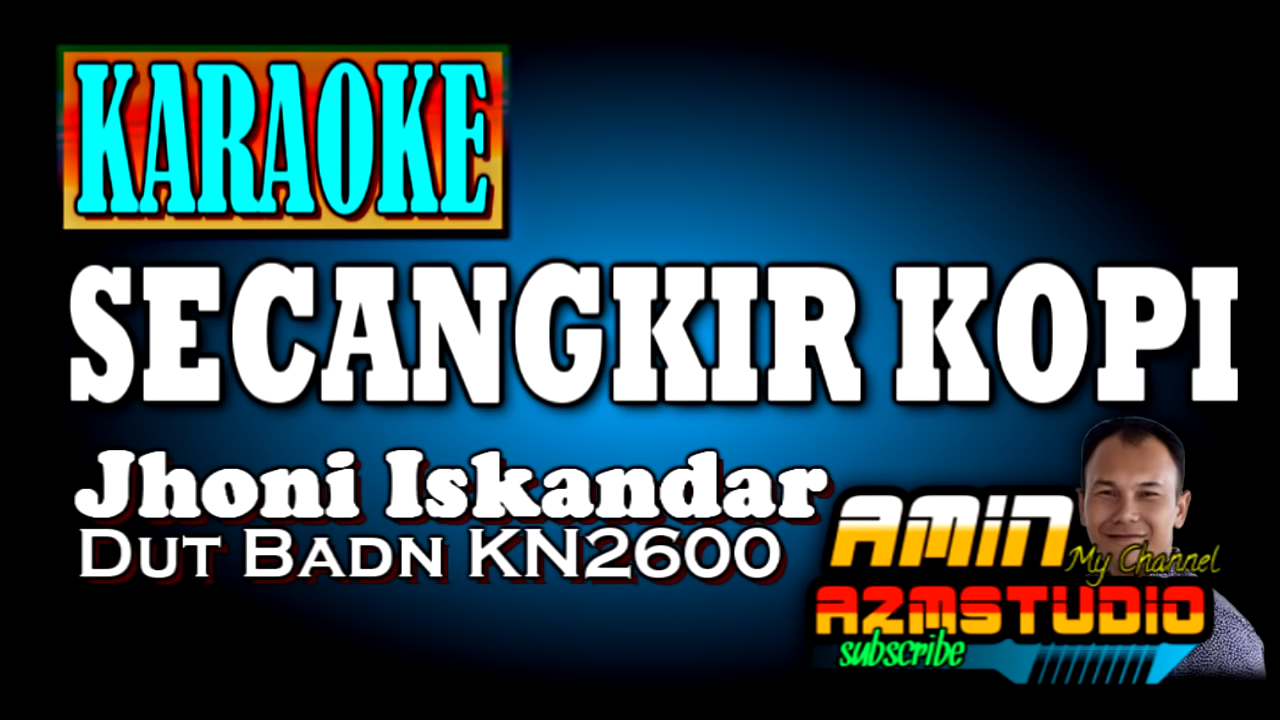 KARAOKE
SECANGKIR KOPI
Jhoni Iskandar
DUT BADN KN2600
AMiN
My Channel
AZMSTUDiO
subscribe